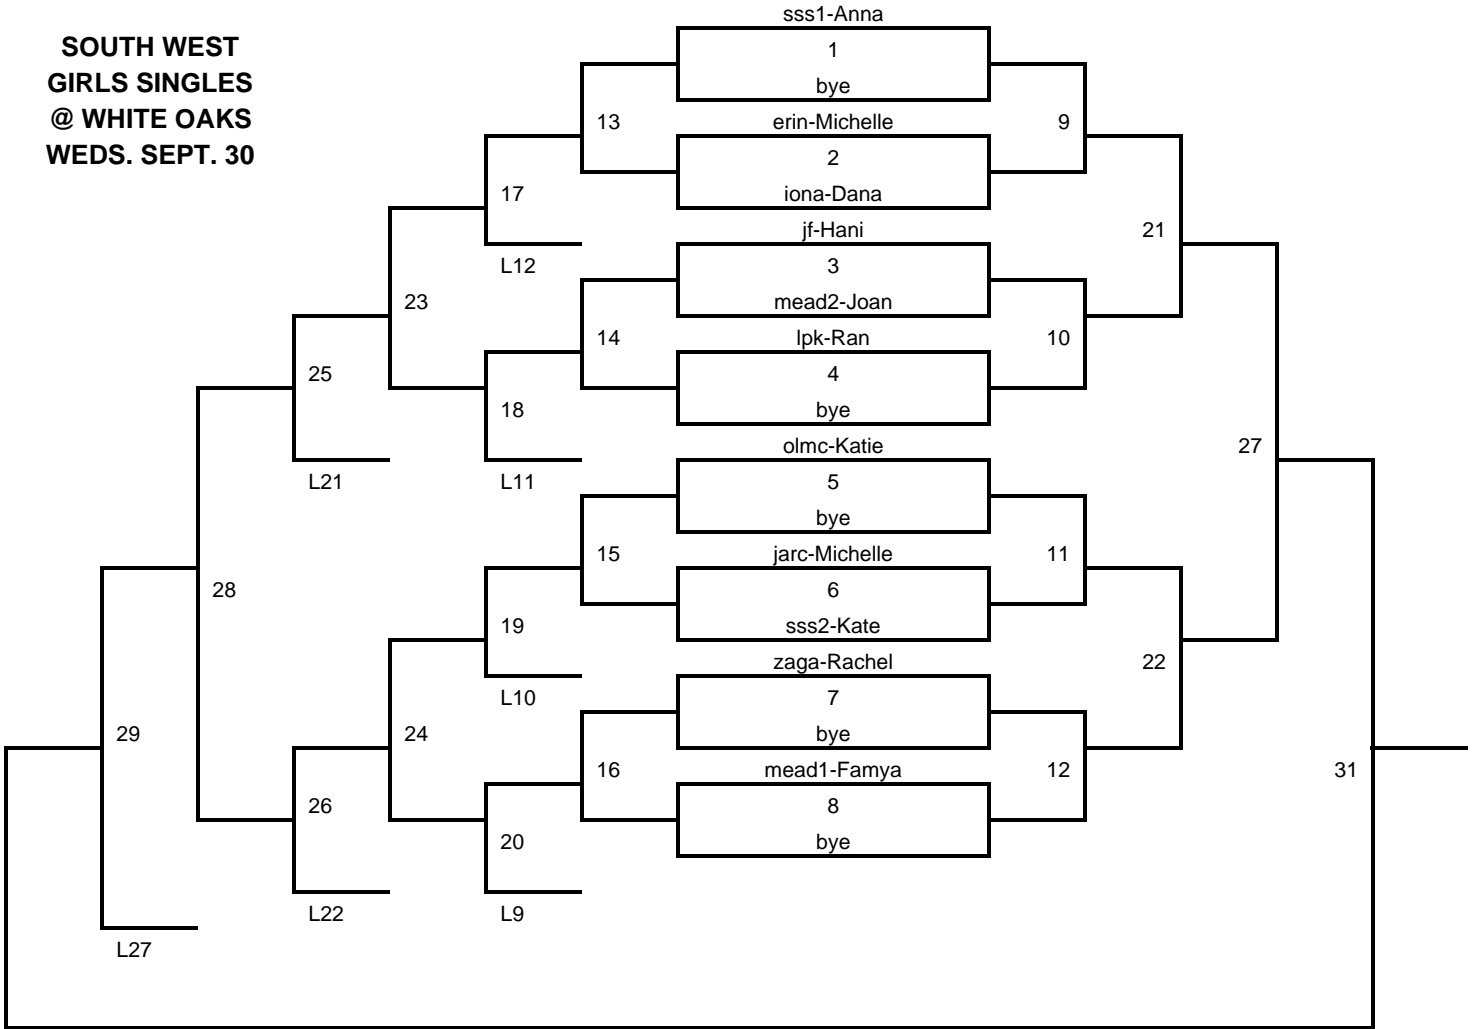 sss1-Anna
SOUTH WEST
GIRLS SINGLES
@ WHITE OAKS
WEDS. SEPT. 30
1
bye
13
erin-Michelle
9
2
17
iona-Dana
jf-Hani
21
L12
3
23
mead2-Joan
14
lpk-Ran
10
25
4
18
bye
olmc-Katie
27
L21
L11
5
bye
15
jarc-Michelle
11
28
6
19
sss2-Kate
zaga-Rachel
22
L10
7
29
24
bye
16
mead1-Famya
12
31
26
8
20
bye
L22
L9
L27